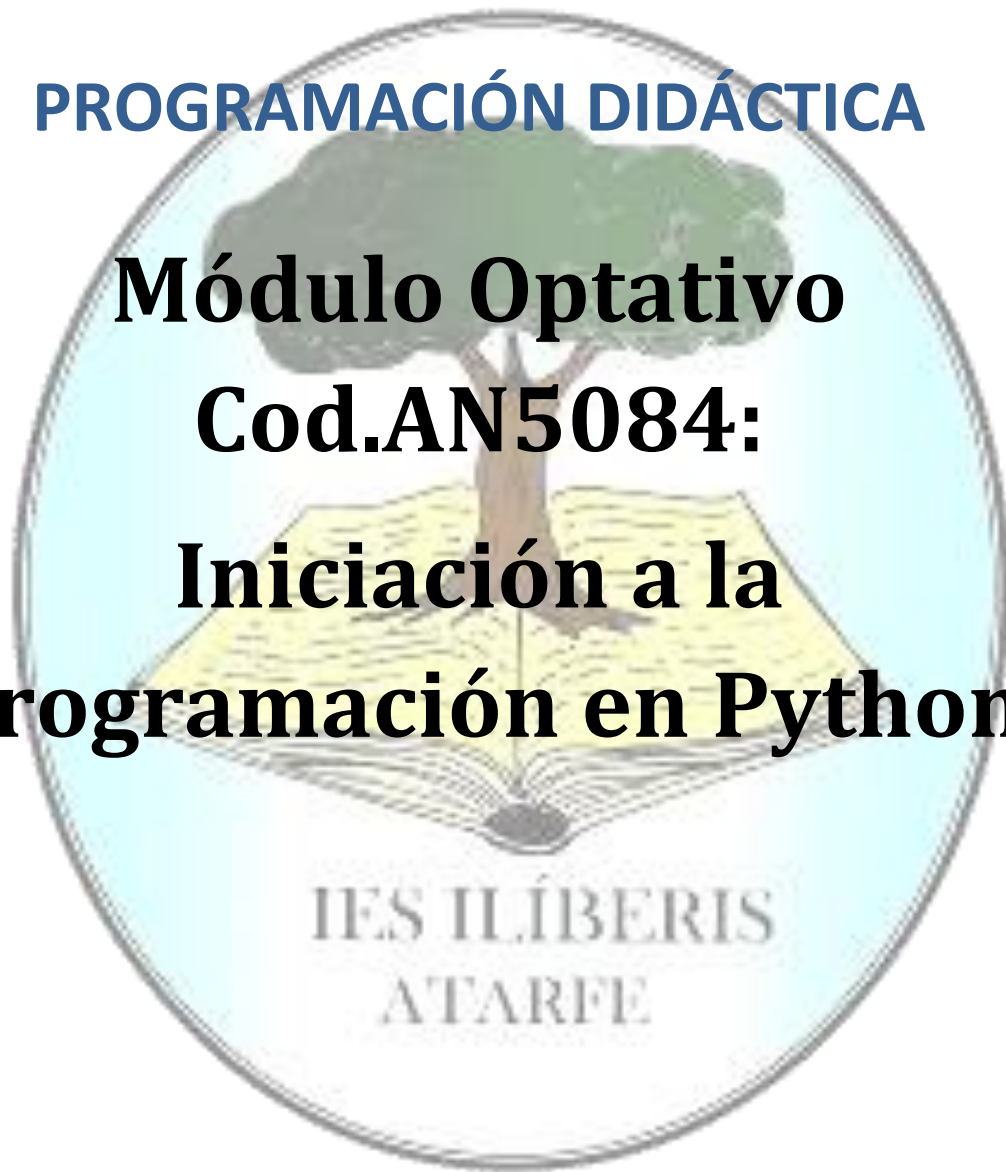 PROGRAMACIÓN DIDÁCTICA
Módulo Optativo
Cod.AN5084:
Iniciación a la
rogramación en Python
IES ILÍBERIS
ATARFE